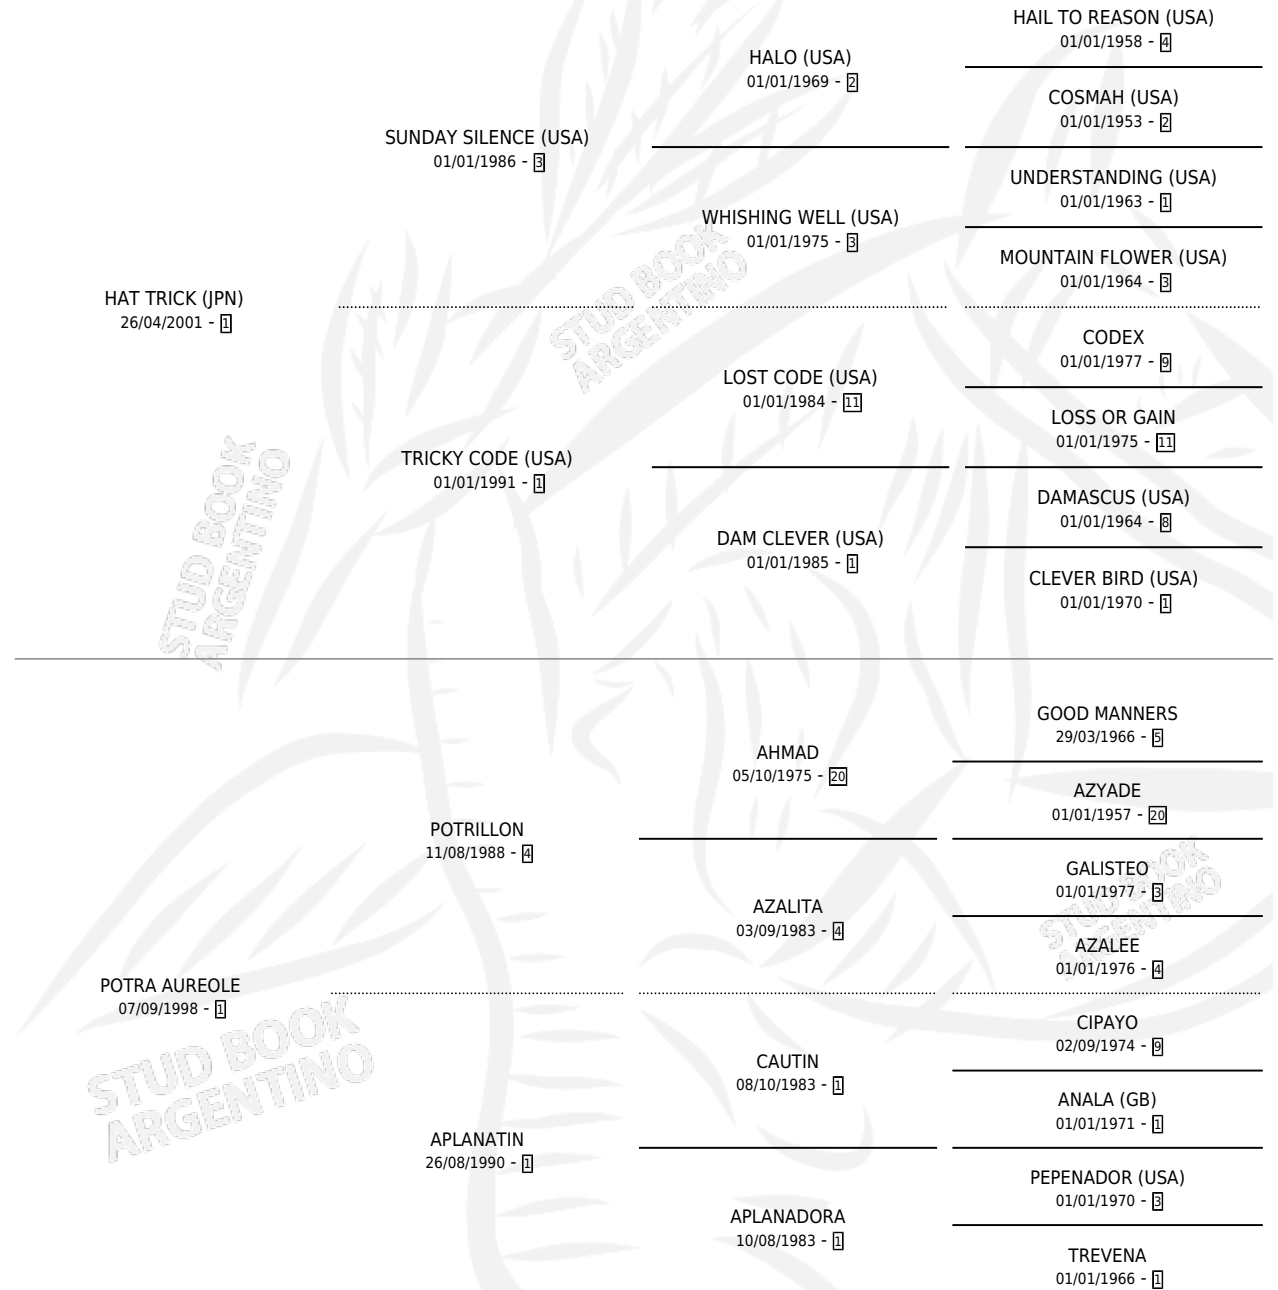 HAIL TO REASON (USA)
01/01/1958 - 4
HALO (USA)
01/01/1969 - 2
COSMAH (USA)
01/01/1953 - 2
SUNDAY SILENCE (USA)
01/01/1986 - 3
UNDERSTANDING (USA)
01/01/1963 - 1
WHISHING WELL (USA)
01/01/1975 - 3
MOUNTAIN FLOWER (USA)
01/01/1964 - 3
HAT TRICK (JPN)
26/04/2001 - 1
CODEX
01/01/1977 - 9
LOST CODE (USA)
01/01/1984 - 11
LOSS OR GAIN
01/01/1975 - 11
TRICKY CODE (USA)
01/01/1991 - 1
DAMASCUS (USA)
01/01/1964 - 8
DAM CLEVER (USA)
01/01/1985 - 1
CLEVER BIRD (USA)
01/01/1970 - 1
GOOD MANNERS
29/03/1966 - 5
AHMAD
05/10/1975 - 20
AZYADE
01/01/1957 - 20
POTRILLON
11/08/1988 - 4
GALISTEO
01/01/1977 - 3
AZALITA
03/09/1983 - 4
AZALEE
01/01/1976 - 4
POTRA AUREOLE
07/09/1998 - 1
CIPAYO
02/09/1974 - 9
CAUTIN
08/10/1983 - 1
ANALA (GB)
01/01/1971 - 1
APLANATIN
26/08/1990 - 1
PEPENADOR (USA)
01/01/1970 - 3
APLANADORA
10/08/1983 - 1
TREVENA
01/01/1966 - 1
STUD BOOK
ARGENTINO
STUD BOOK
ARGENTINO
STUD BOOK
ARGENTINO
STUD BOOK
ARGENTINO